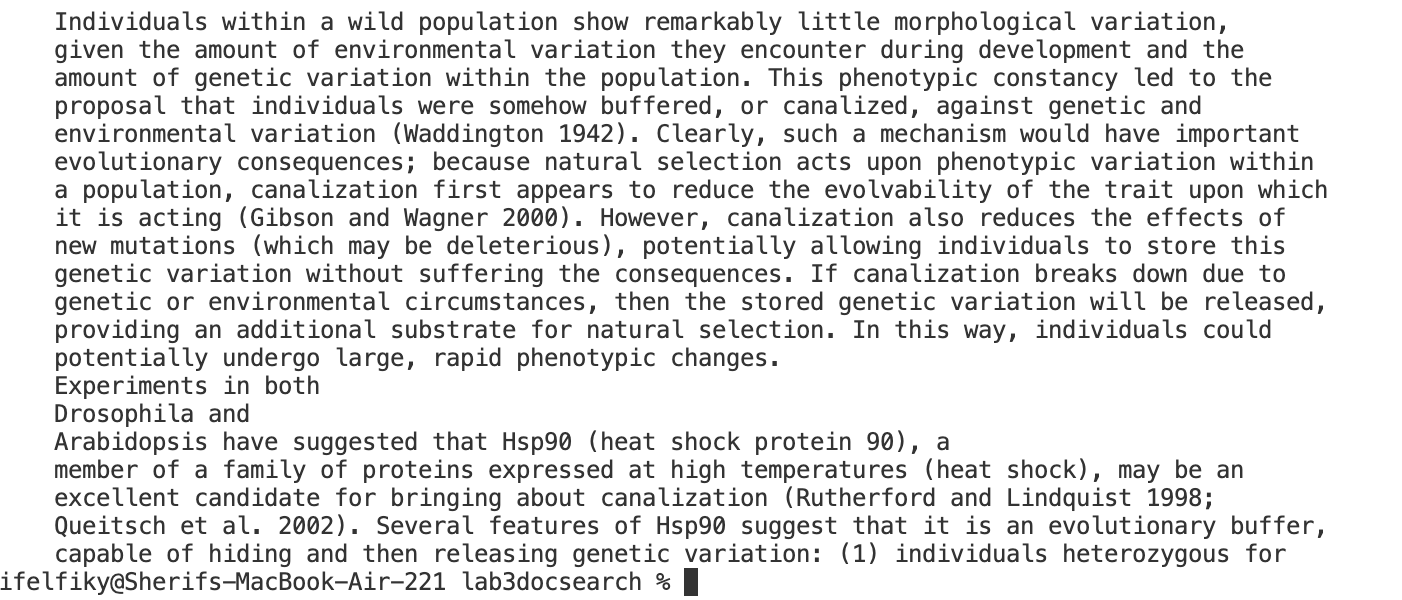 Individuals within a wild population show remarkably little morphological variation,
given the amount of environmental variation they encounter during development and the
amount of genetic variation within the population. This phenotypic constancy led to the
proposal that individuals were somehow buffered, or canalized, against genetic and
environmental variation (Waddington 1942). Clearly, such a mechanism would have important
evolutionary consequences; because natural selection acts upon phenotypic variation within
a population, canalization first appears to reduce the evolvability of the trait upon which
it is acting (Gibson and Wagner 2000). However, canalization also reduces the effects of
new mutations (which may be deleterious), potentially allowing individuals to store this
genetic variation without suffering the consequences. If canalization breaks down due to
genetic or environmental circumstances, then the stored genetic variation will be released,
providing an additional substrate for natural selection. In this way, individuals could
potentially undergo large, rapid phenotypic changes.
Experiments in both
Drosophila and
Arabidopsis have suggested that Hsp90 (heat shock protein 90), a
member of a family of proteins expressed at high temperatures (heat shock), may be an
excellent candidate for bringing about canalization (Rutherford and Lindquist 1998;
Queitsch et al. 2002). Several features of Hsp90 suggest that it is an evolutionary buffer,
capable of hiding and then releasing genetic variation: (1) individuals heterozygous for
ifelfiky@Sherifs-MacBook-Air-221 lab3docsearch %